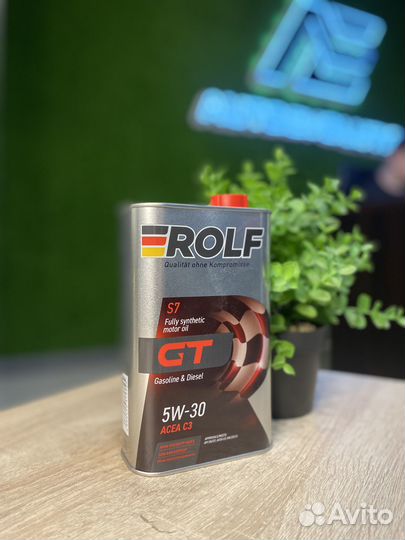 ROLF
Qualität ohne Kompromisse
S7
Fully synthetic
motor oil
GT
Gasoline & Diesel
5W-30
ACEA C3
Avito